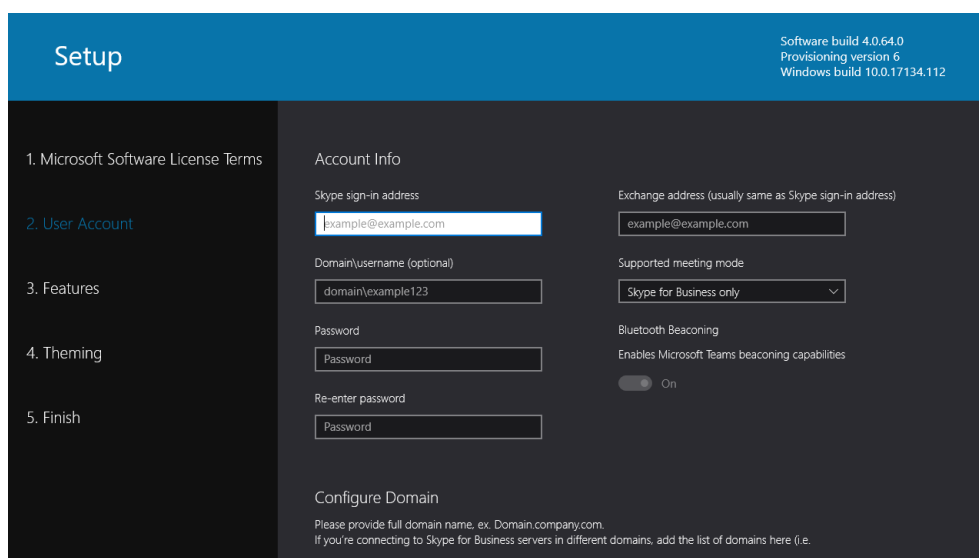 Setup
Software build 4.0.64.0
Provisioning version 6
Windows build 10.0.17134.112
1. Microsoft Software License Terms
2. User Account
3. Features
4. Theming
5. Finish
Account Info
Skype sign-in address
example@example.com
Domain\username (optional)
domain\example123
Password
Password
Re-enter password
Password
Exchange address (usually same as Skype sign-in address)
example@example.com
Supported meeting mode
Skype for Business only
Bluetooth Beaconing
Enables Microsoft Teams beaconing capabilities
On
Configure Domain
Please provide full domain name, ex. Domain.company.com.
If you're connecting to Skype for Business servers in different domains, add the list of domains here (i.e.